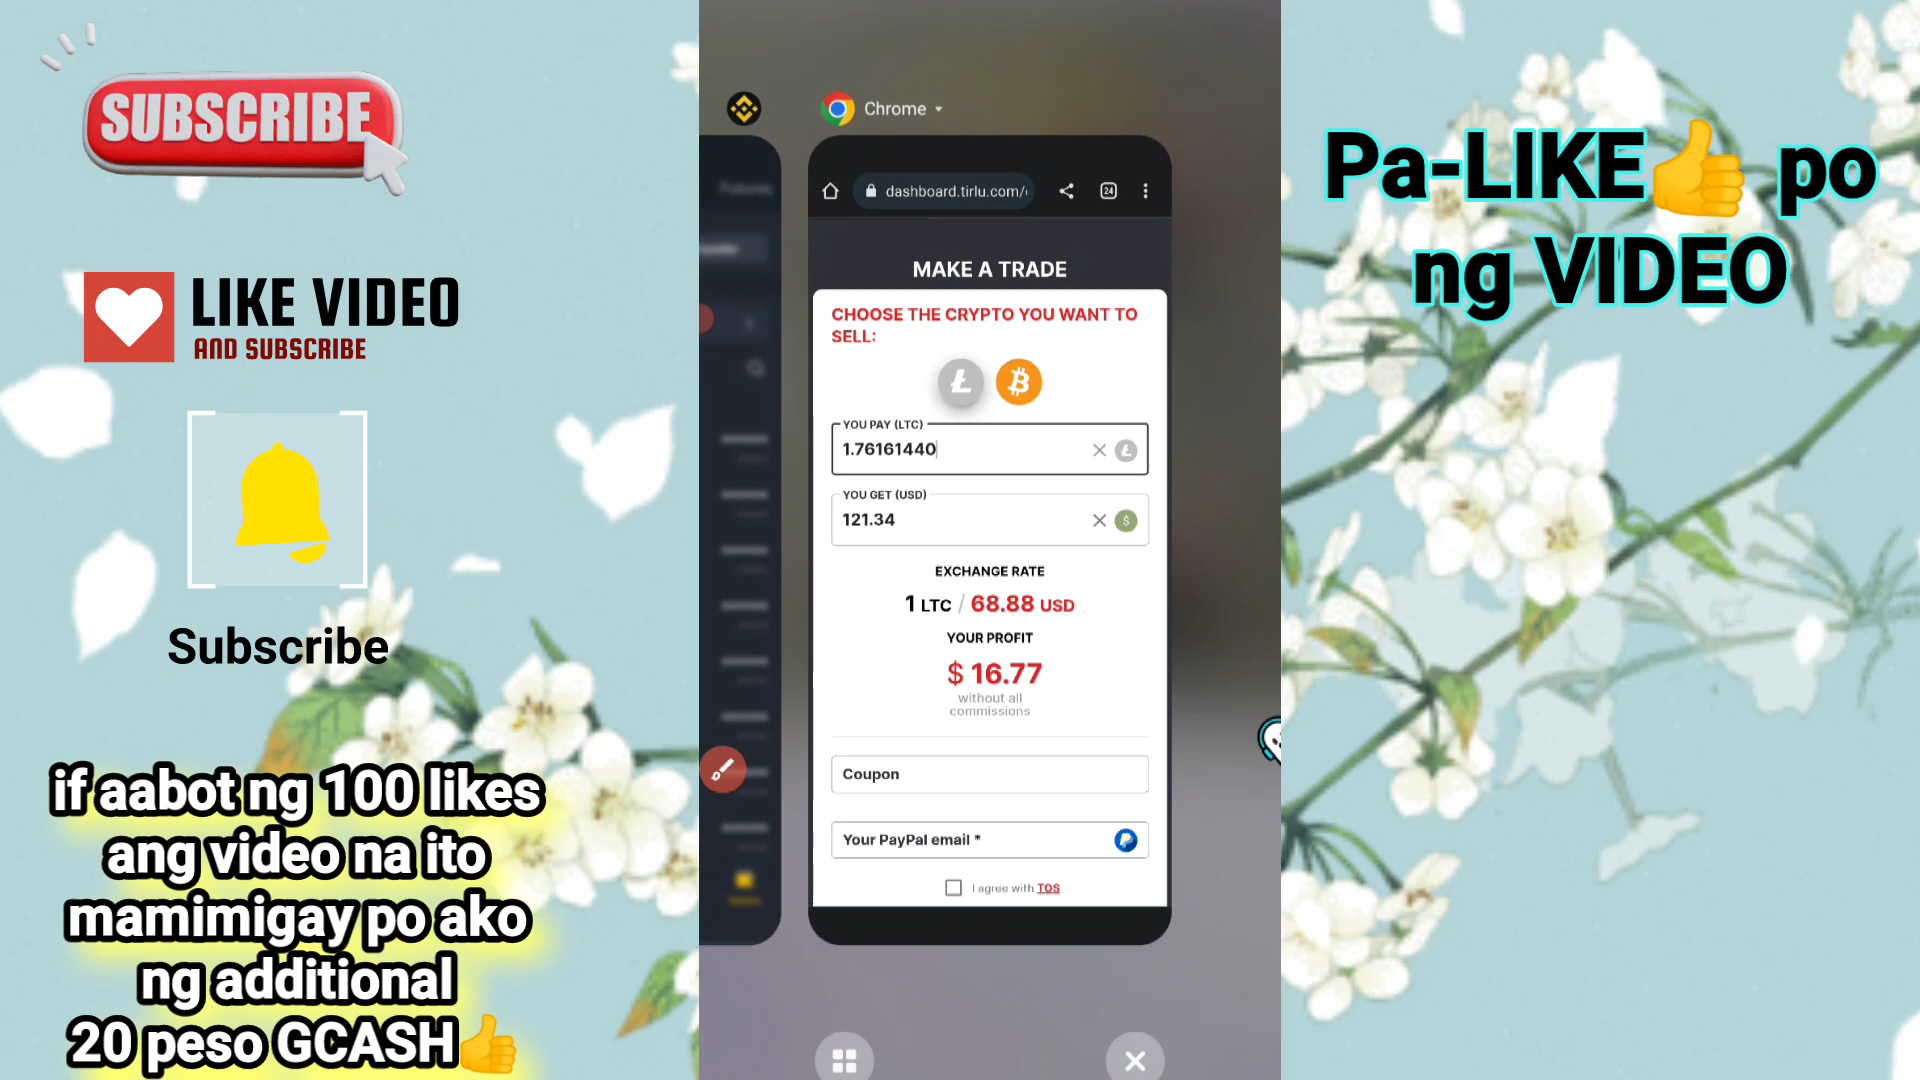 SUBSCRIBE
LIKE VIDEO
AND SUBSCRIBE
Subscribe
if aabot ng 100 likes
ang video na ito
mamimigay po ako
ng additional
20 peso GCASH👍
Chrome
dashboard.tirlu.com/
24
MAKE A TRADE
CHOOSE THE CRYPTO YOU WANT TO
SELL:
YOU PAY (LTC)
1.76161440
YOU GET (USD)
121.34
EXCHANGE RATE
1 LTC / 68.88 USD
YOUR PROFIT
$ 16.77
without all
commissions
Coupon
Your PayPal email *
I agree with TOS
Pa-LIKE👍 po
ng VIDEO